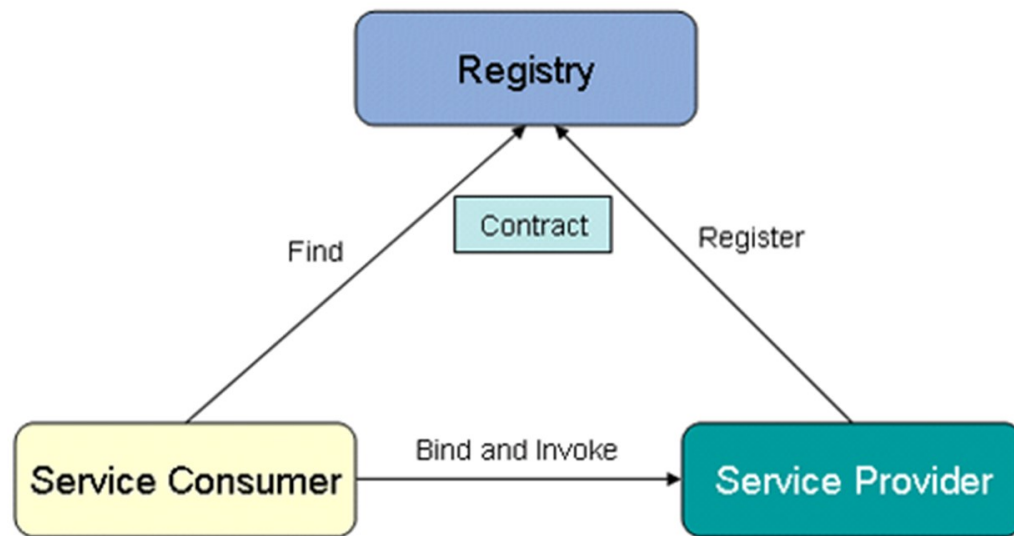 Registry
Contract
Find
Register
Bind and Invoke
Service Consumer
Service Provider